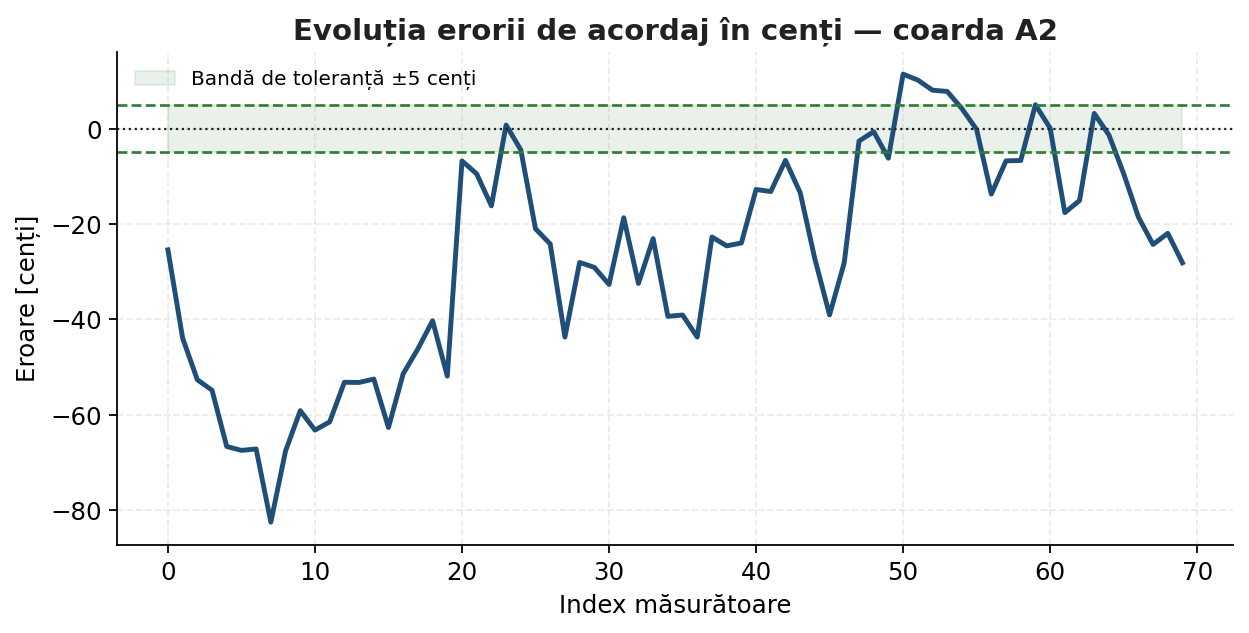 Evoluția erorii de acordaj în cenți — coarda A2
Bandă de toleranță ±5 cenți
Eroare [cenți]
0
−20
−40
−60
−80
0 10 20 30 40 50 60 70
Index măsurătoare